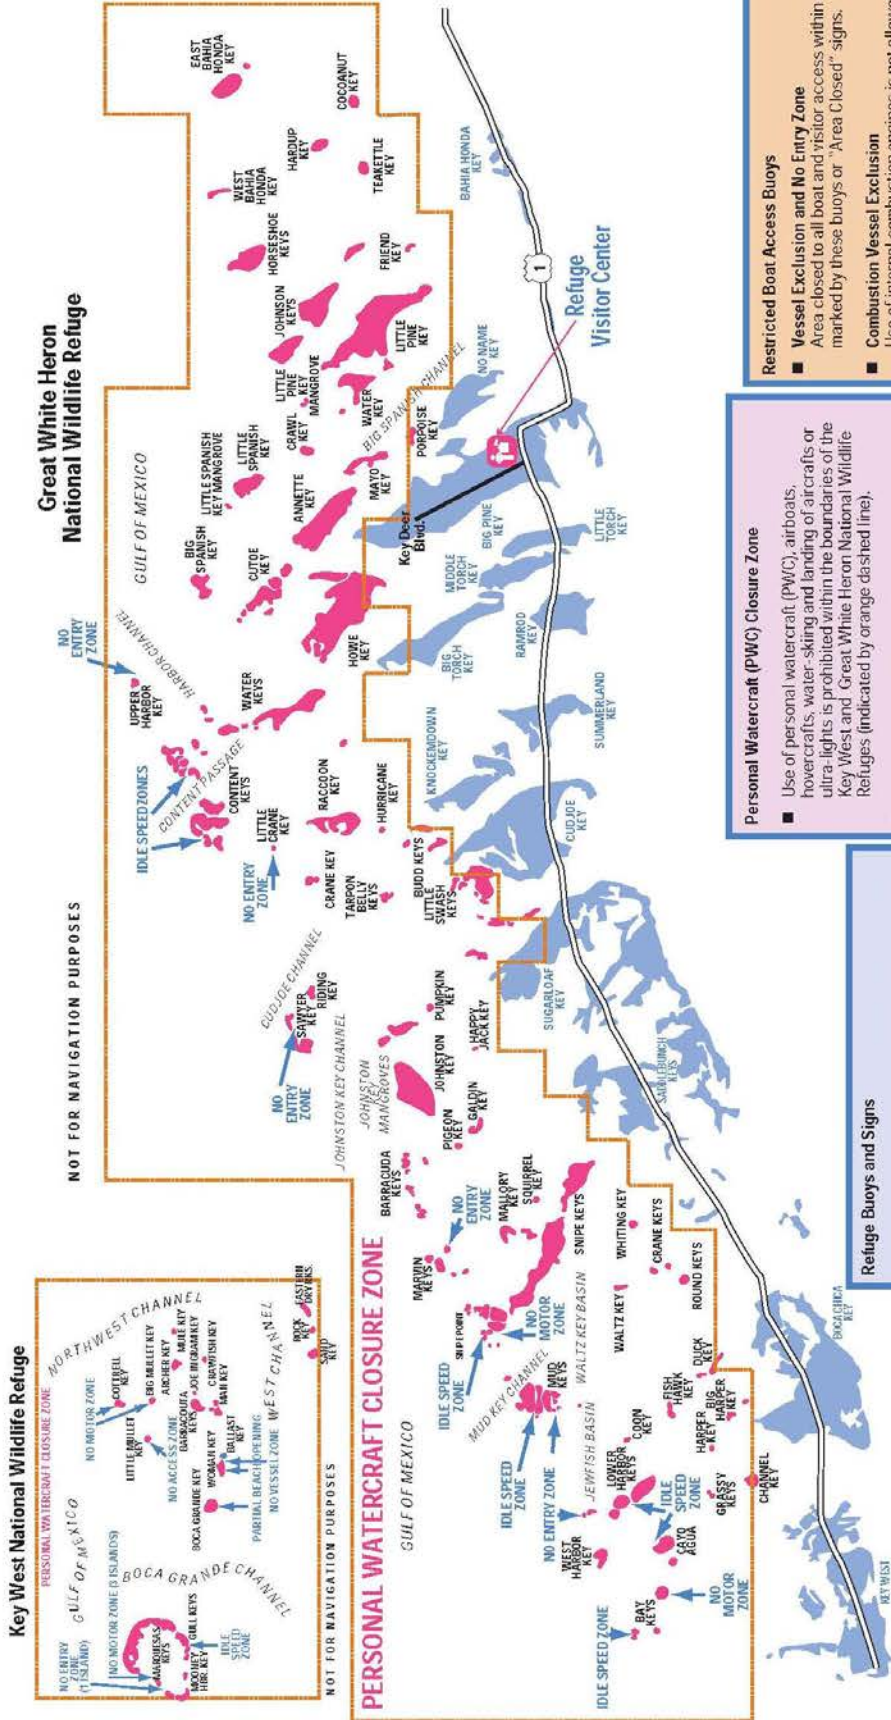 Key West National Wildlife Refuge
PERSONAL WATERCRAFT CLOSURE ZONE
GULF OF MEXICO
NORTHWEST CHANNEL
NO ENTRY
ZONE
(1 ISLAND)
NO MOTOR ZONE (3 ISLANDS)
BOCA GRANDE CHANNEL
MARQUESAS
KEYS
MOONEY
HBR. KEY
GULL KEYS
IDLE
SPEED
ZONE
NO MOTOR ZONE
COTTRELL
KEY
LITTLE MULLET
KEY
BIG MULLET KEY
ARCHER KEY
MULE KEY
NO ACCESS ZONE
BARRACOUTA
KEYS
JOE INGRAM KEY
CRAWFISH KEY
MAN KEY
BOCA GRANDE KEY
WOMAN KEY
BALLAST
KEY
PARTIAL BEACH OPENING
NO VESSEL ZONE
WEST CHANNEL
ROCK
KEY
EASTERN
DRY RKS.
SAND
KEY
NOT FOR NAVIGATION PURPOSES
Great White Heron
National Wildlife Refuge
NOT FOR NAVIGATION PURPOSES
GULF OF MEXICO
NO
ENTRY
ZONE
UPPER
HARBOR
KEY
HARBOR CHANNEL
IDLE SPEED ZONES
CONTENT PASSAGE
CONTENT
KEYS
WATER
KEYS
NO ENTRY
ZONE
LITTLE
CRANE
KEY
CRANE KEY
RACCOON
KEY
TARPON
BELLY
KEYS
HURRICANE
KEY
BUDD KEYS
LITTLE
SWASH
KEYS
CUDJOE CHANNEL
SAWYER
KEY
RIDING
KEY
NO
ENTRY
ZONE
JOHNSTON KEY CHANNEL
JOHNSTON
KEY
MANGROVES
JOHNSTON
KEY
PUMPKIN
KEY
HAPPY
JACK KEY
PIGEON
KEY
GALDIN
KEY
BARRACUDA
KEYS
BIG
SPANISH
KEY
LITTLE SPANISH
KEY MANGROVE
LITTLE
SPANISH
KEY
CUTOE
KEY
ANNETTE
KEY
CRAWL
KEY
LITTLE
PINE
KEY
MANGROVE
MAYO
KEY
WATER
KEY
HOWE
KEY
BIG SPANISH CHANNEL
PORPOISE
KEY
JOHNSON
KEYS
LITTLE
PINE
KEY
HORSESHOE
KEYS
FRIEND
KEY
WEST
BAHIA
HONDA
KEY
HARDUP
KEY
TEAKETTLE
KEY
EAST
BAHIA
HONDA
KEY
COCOANUT
KEY
PERSONAL WATERCRAFT CLOSURE ZONE
GULF OF MEXICO
MARVIN
KEYS
NO
ENTRY
ZONE
MALLORY
KEY
SQUIRREL
KEY
SNIPE POINT
SNIPE KEYS
IDLE SPEED
ZONE
NO
MOTOR
ZONE
MUD KEY CHANNEL
MUD
KEYS
WALTZ KEY BASIN
IDLE SPEED
ZONE
NO ENTRY ZONE
JEWFISH BASIN
WALTZ KEY
WHITING KEY
CRANE KEYS
ROUND KEYS
DUCK
KEY
FISH
HAWK
KEY
COON
KEY
BIG
HARPER
KEY
HARPER
KEY
LOWER
HARBOR
KEYS
IDLE
SPEED
ZONE
WEST
HARBOR
KEY
CAYO
AGUA
GRASSY
KEYS
CHANNEL
KEY
IDLE SPEED ZONE
BAY
KEYS
NO
MOTOR
ZONE
KEY WEST
BOCA CHICA
KEY
SADDLEBUNCH
KEYS
SUGARLOAF
KEY
CUDJOE
KEY
KNOCKEMDOWN
KEY
SUMMERLAND
KEY
BIG
TORCH
KEY
MIDDLE
TORCH
KEY
RAMROD
KEY
LITTLE
TORCH
KEY
BIG PINE
KEY
Key Deer
Blvd.
NO NAME
KEY
1
BAHIA HONDA
KEY
Refuge
Visitor Center
Refuge Buoys and Signs
Personal Watercraft (PWC) Closure Zone
■ Use of personal watercraft (PWC), airboats,
hovercrafts, water-skiing and landing of aircrafts or
ultra-lights is prohibited within the boundaries of the
Key West and Great White Heron National Wildlife
Refuges (indicated by orange dashed line).
Restricted Boat Access Buoys
■ Vessel Exclusion and No Entry Zone
Area closed to all boat and visitor access within
marked by these buoys or "Area Closed" signs.
■ Combustion Vessel Exclusion